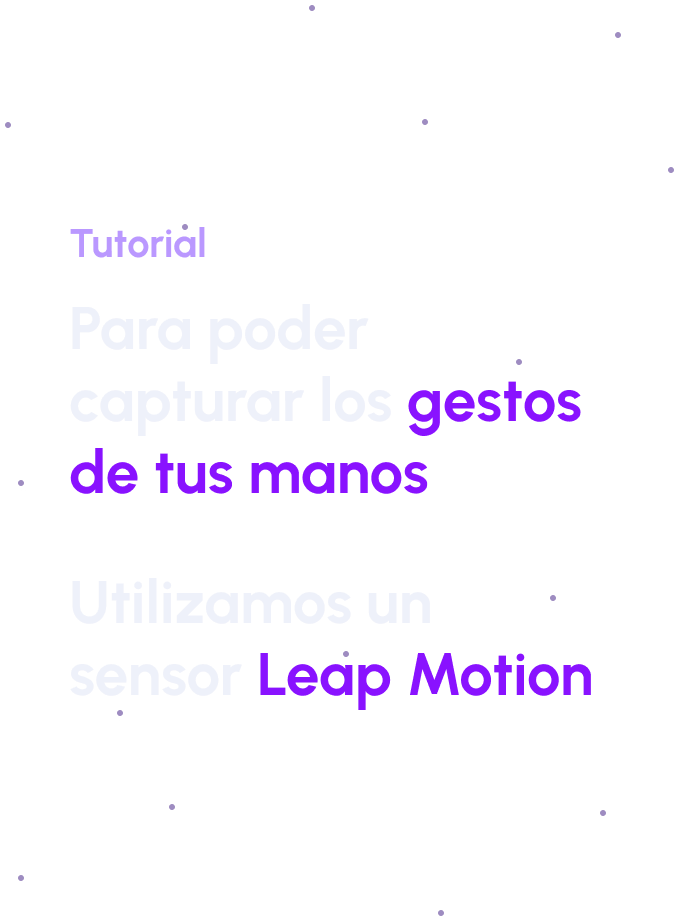 Tutorial
Para poder
capturar los gestos
de tus manos
Utilizamos un
sensor Leap Motion